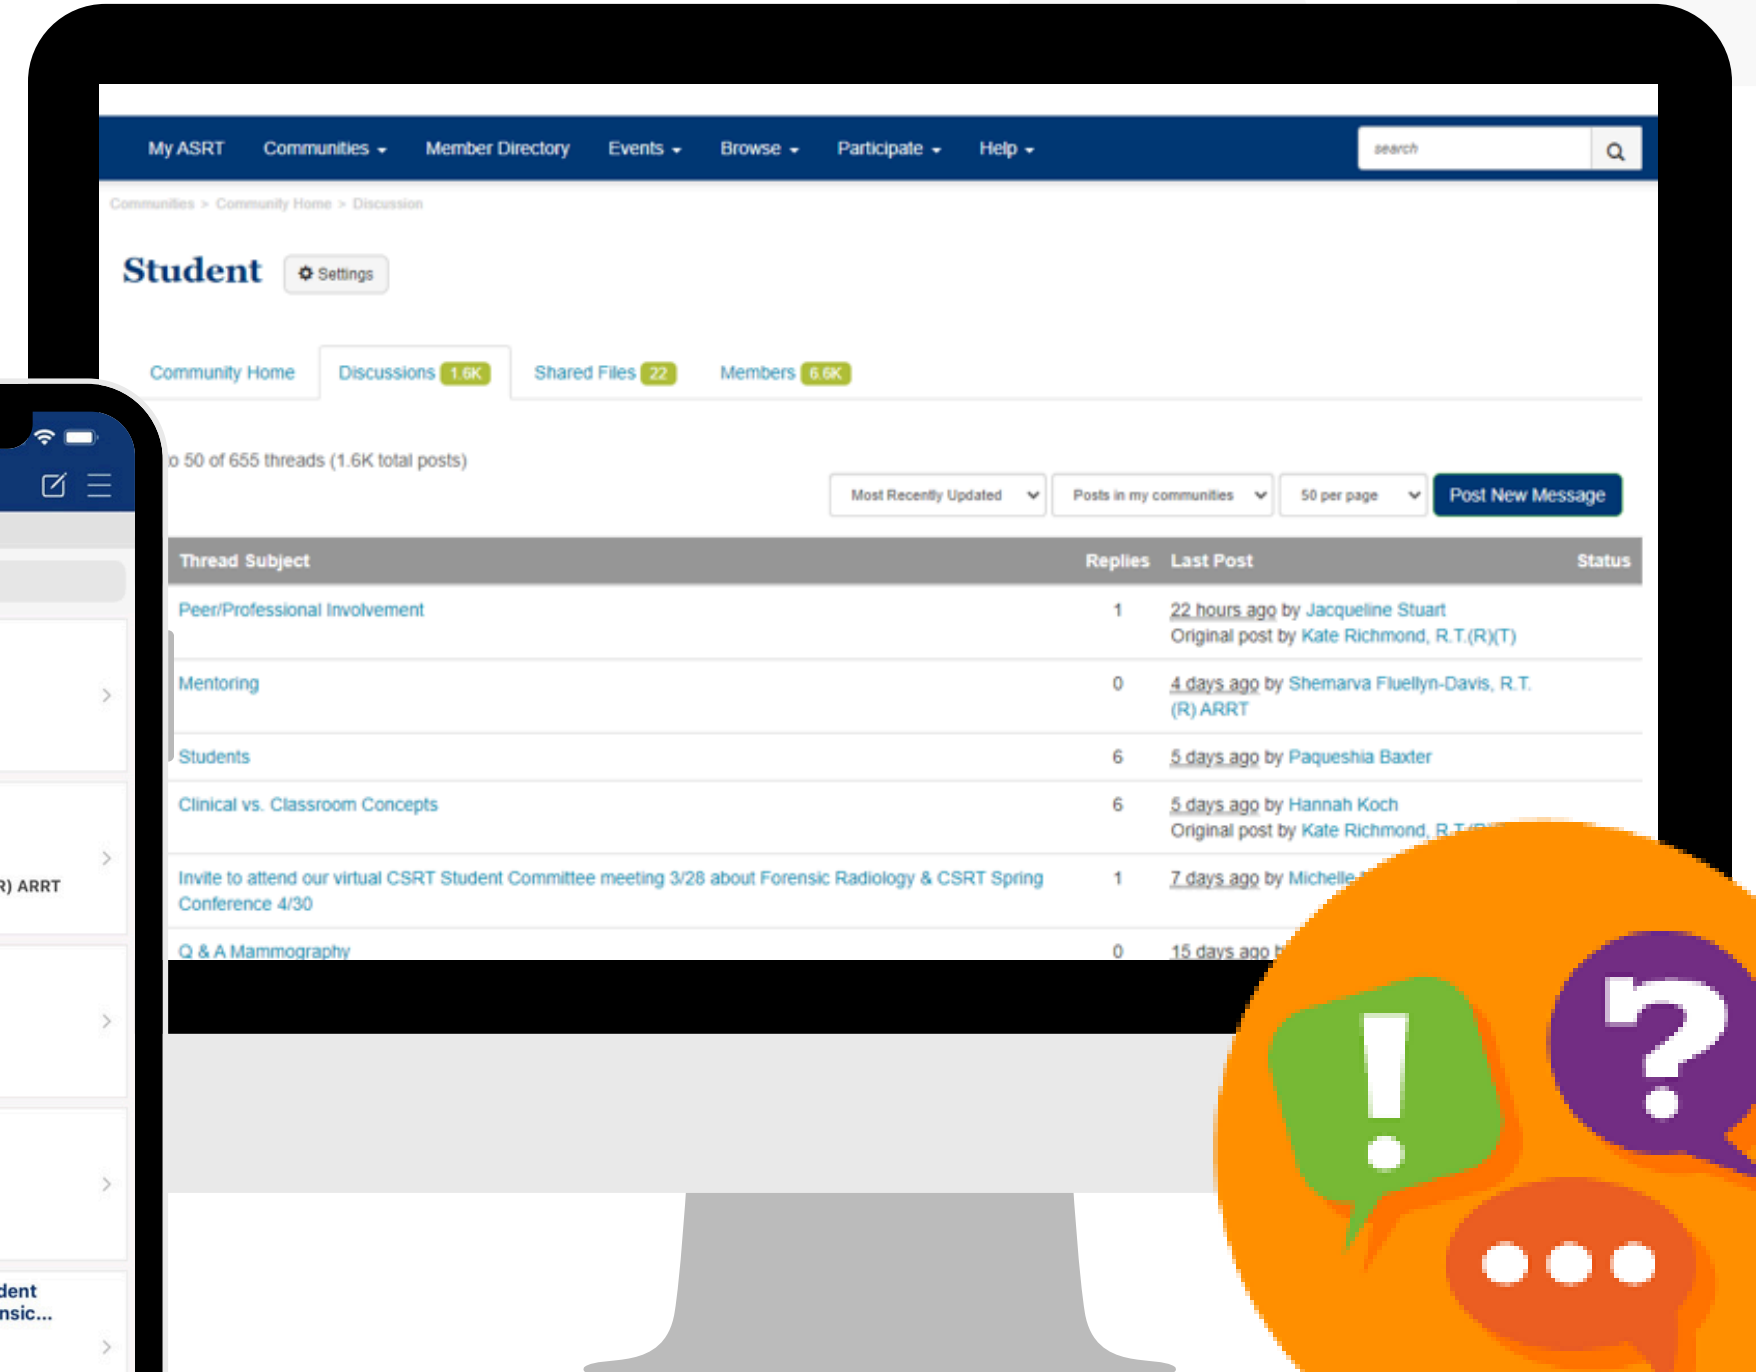 My ASRT Communities Member Directory Events Browse Participate Help search
Communities > Community Home > Discussion
Student Settings
Community Home Discussions 1.6K Shared Files 22 Members 6.6K
to 50 of 655 threads (1.6K total posts)
Most Recently Updated Posts in my communities 50 per page Post New Message
Thread Subject Replies Last Post Status
Peer/Professional Involvement 1 22 hours ago by Jacqueline Stuart
Original post by Kate Richmond, R.T.(R)(T)
Mentoring 0 4 days ago by Shemarva Fluellyn-Davis, R.T.
(R) ARRT
Students 6 5 days ago by Paqueshia Baxter
Clinical vs. Classroom Concepts 6 5 days ago by Hannah Koch
Original post by Kate Richmond, R.T.(R)
Invite to attend our virtual CSRT Student Committee meeting 3/28 about Forensic Radiology & CSRT Spring 1 7 days ago by Michelle
Conference 4/30
Q & A Mammography 0 15 days ago
R) ARRT
dent
nsic...
!
?